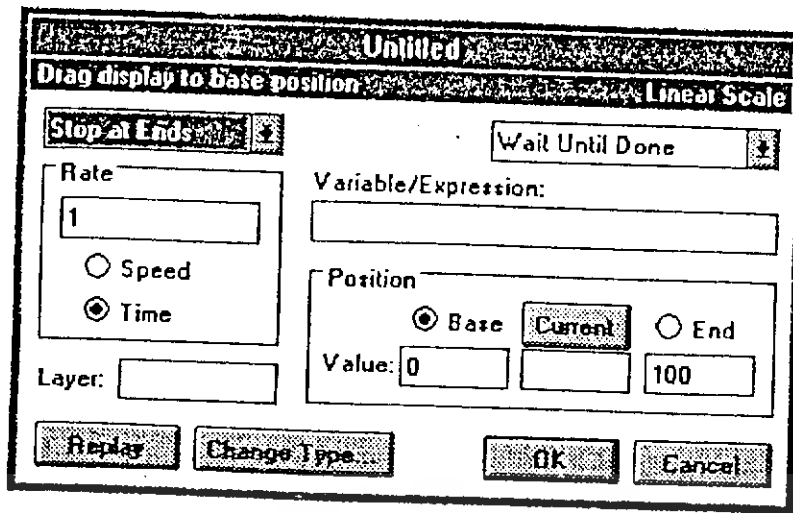 Untitled
Drag display to base position Linear Scale
Stop at Ends Wait Until Done
Rate
1
Speed
Time
Variable/Expression:
Position
Base Current End
Value: 0 100
Layer:
Replay Change Type... OK Cancel